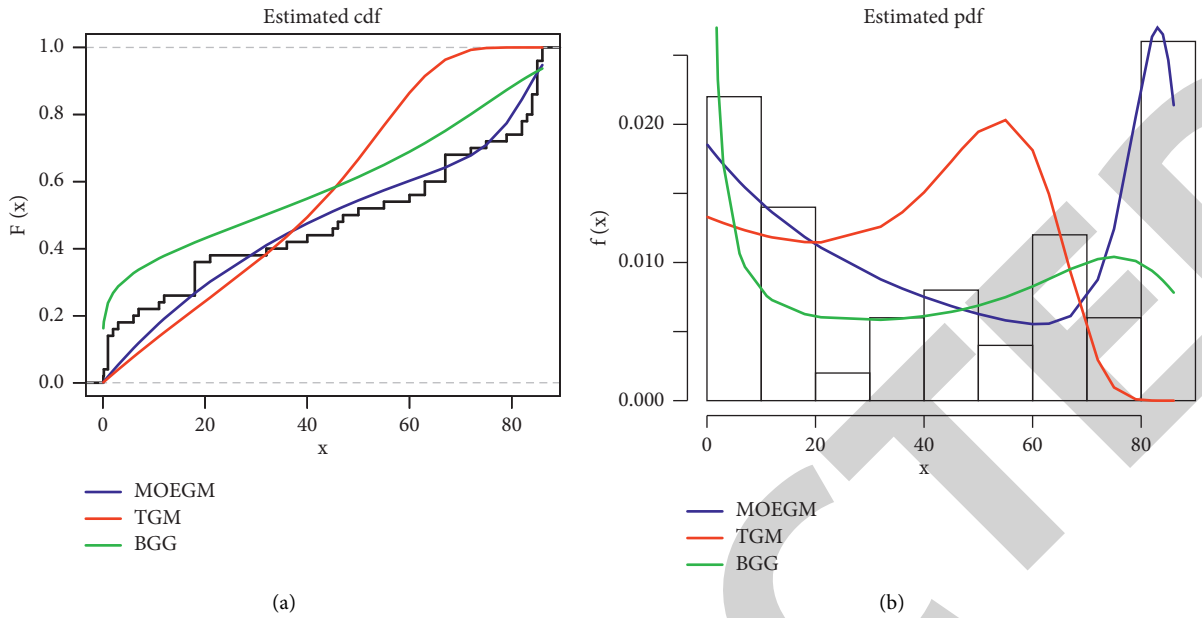 Estimated cdf
F (x)
1.0
0.8
0.6
0.4
0.2
0.0
0 20 40 60 80
x
MOEGM
TGM
BGG
(a)
Estimated pdf
f (x)
0.020
0.010
0.000
0 20 40 60 80
x
MOEGM
TGM
BGG
(b)
CTED